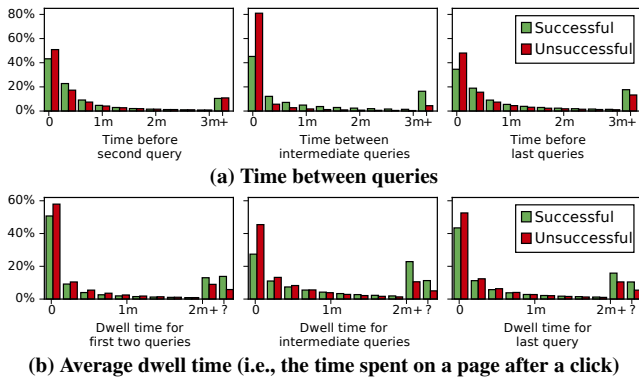 80%
60%
40%
20%
0%
0 1m 3m+
Time before
second query
0 1m 3m+
Time between
intermediate queries
Successful
Unsuccessful
0 1m 3m+
Time before
last queries
(a) Time between queries
60%
40%
20%
0%
0 1m 2m+ ?
Dwell time for
first two queries
0 1m 2m+ ?
Dwell time for
intermediate queries
Successful
Unsuccessful
0 1m 2m+ ?
Dwell time for
last query
(b) Average dwell time (i.e., the time spent on a page after a click)